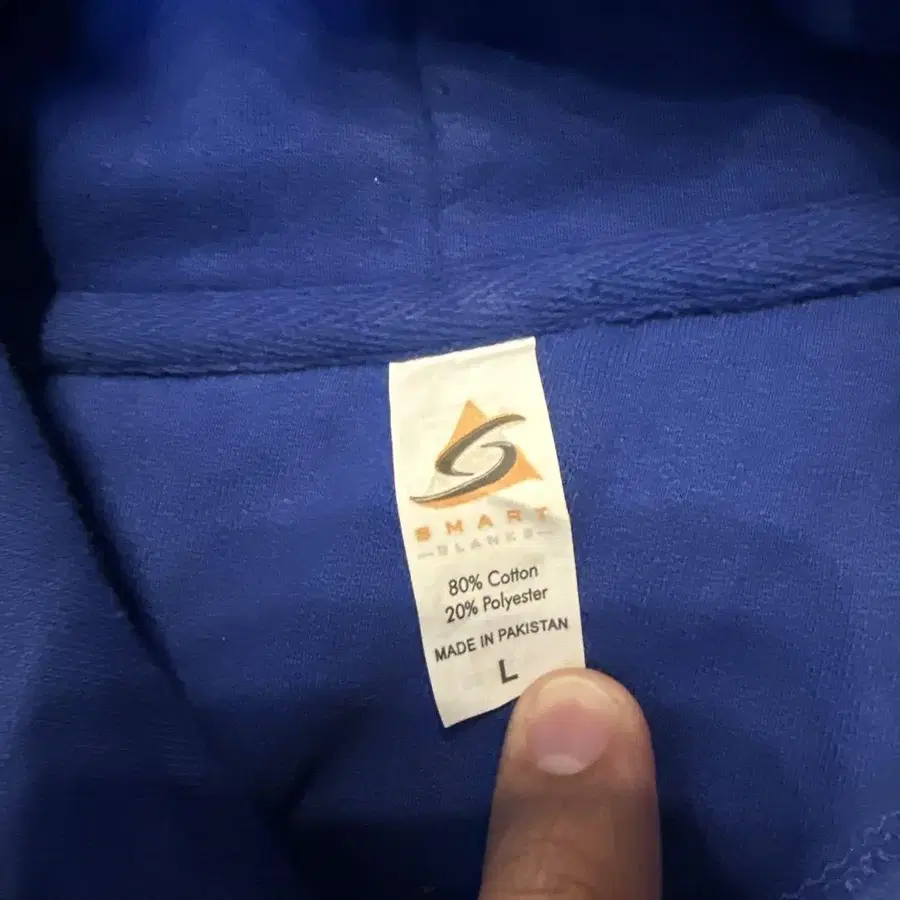 SMART
BLANKS
80% Cotton
20% Polyester
MADE IN PAKISTAN
L